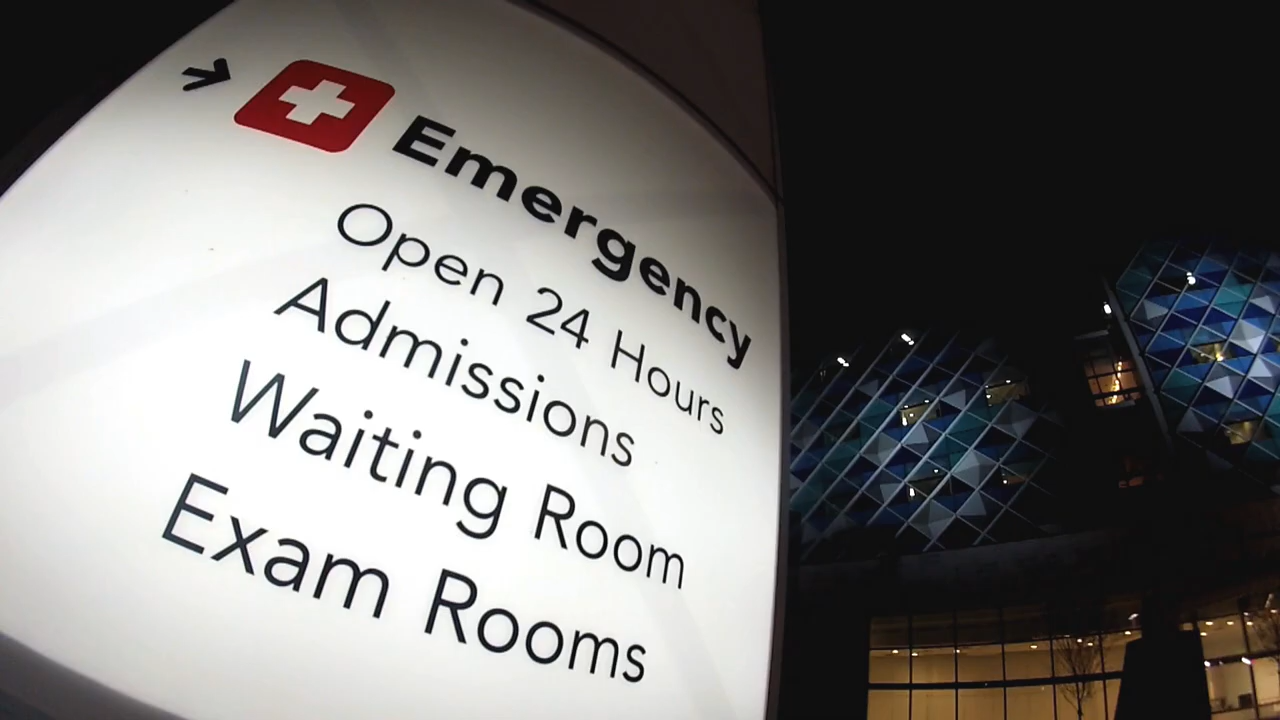 Emergency
Open 24 Hours
Admissions
Waiting Room
Exam Rooms